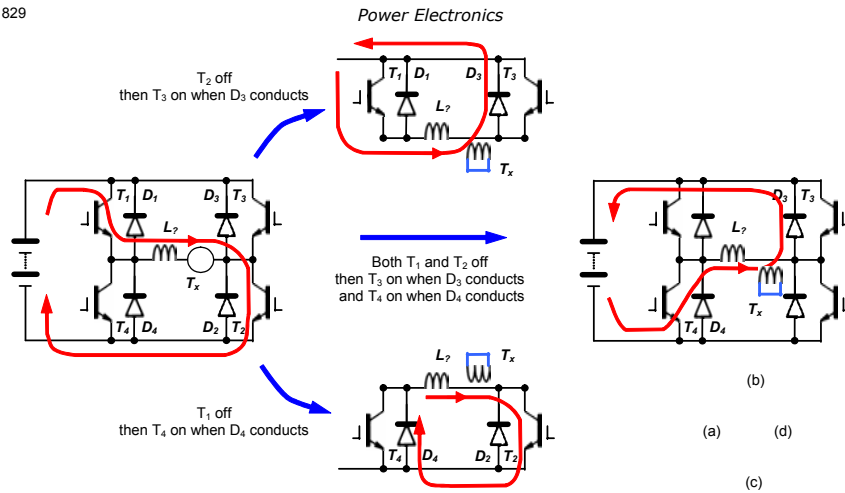 829
Power Electronics
T₂ off
then T₃ on when D₃ conducts
T₁ D₁ D₃ T₃
L?
Tₓ
T₁ D₁ D₃ T₃
L?
Tₓ
T₄ D₄ D₂ T₂
Both T₁ and T₂ off
then T₃ on when D₃ conducts
and T₄ on when D₄ conducts
D₃ T₃
L?
Tₓ
T₄ D₄
T₁ off
then T₄ on when D₄ conducts
L? Tₓ
T₄ D₄ D₂ T₂
(b)
(a) (d)
(c)